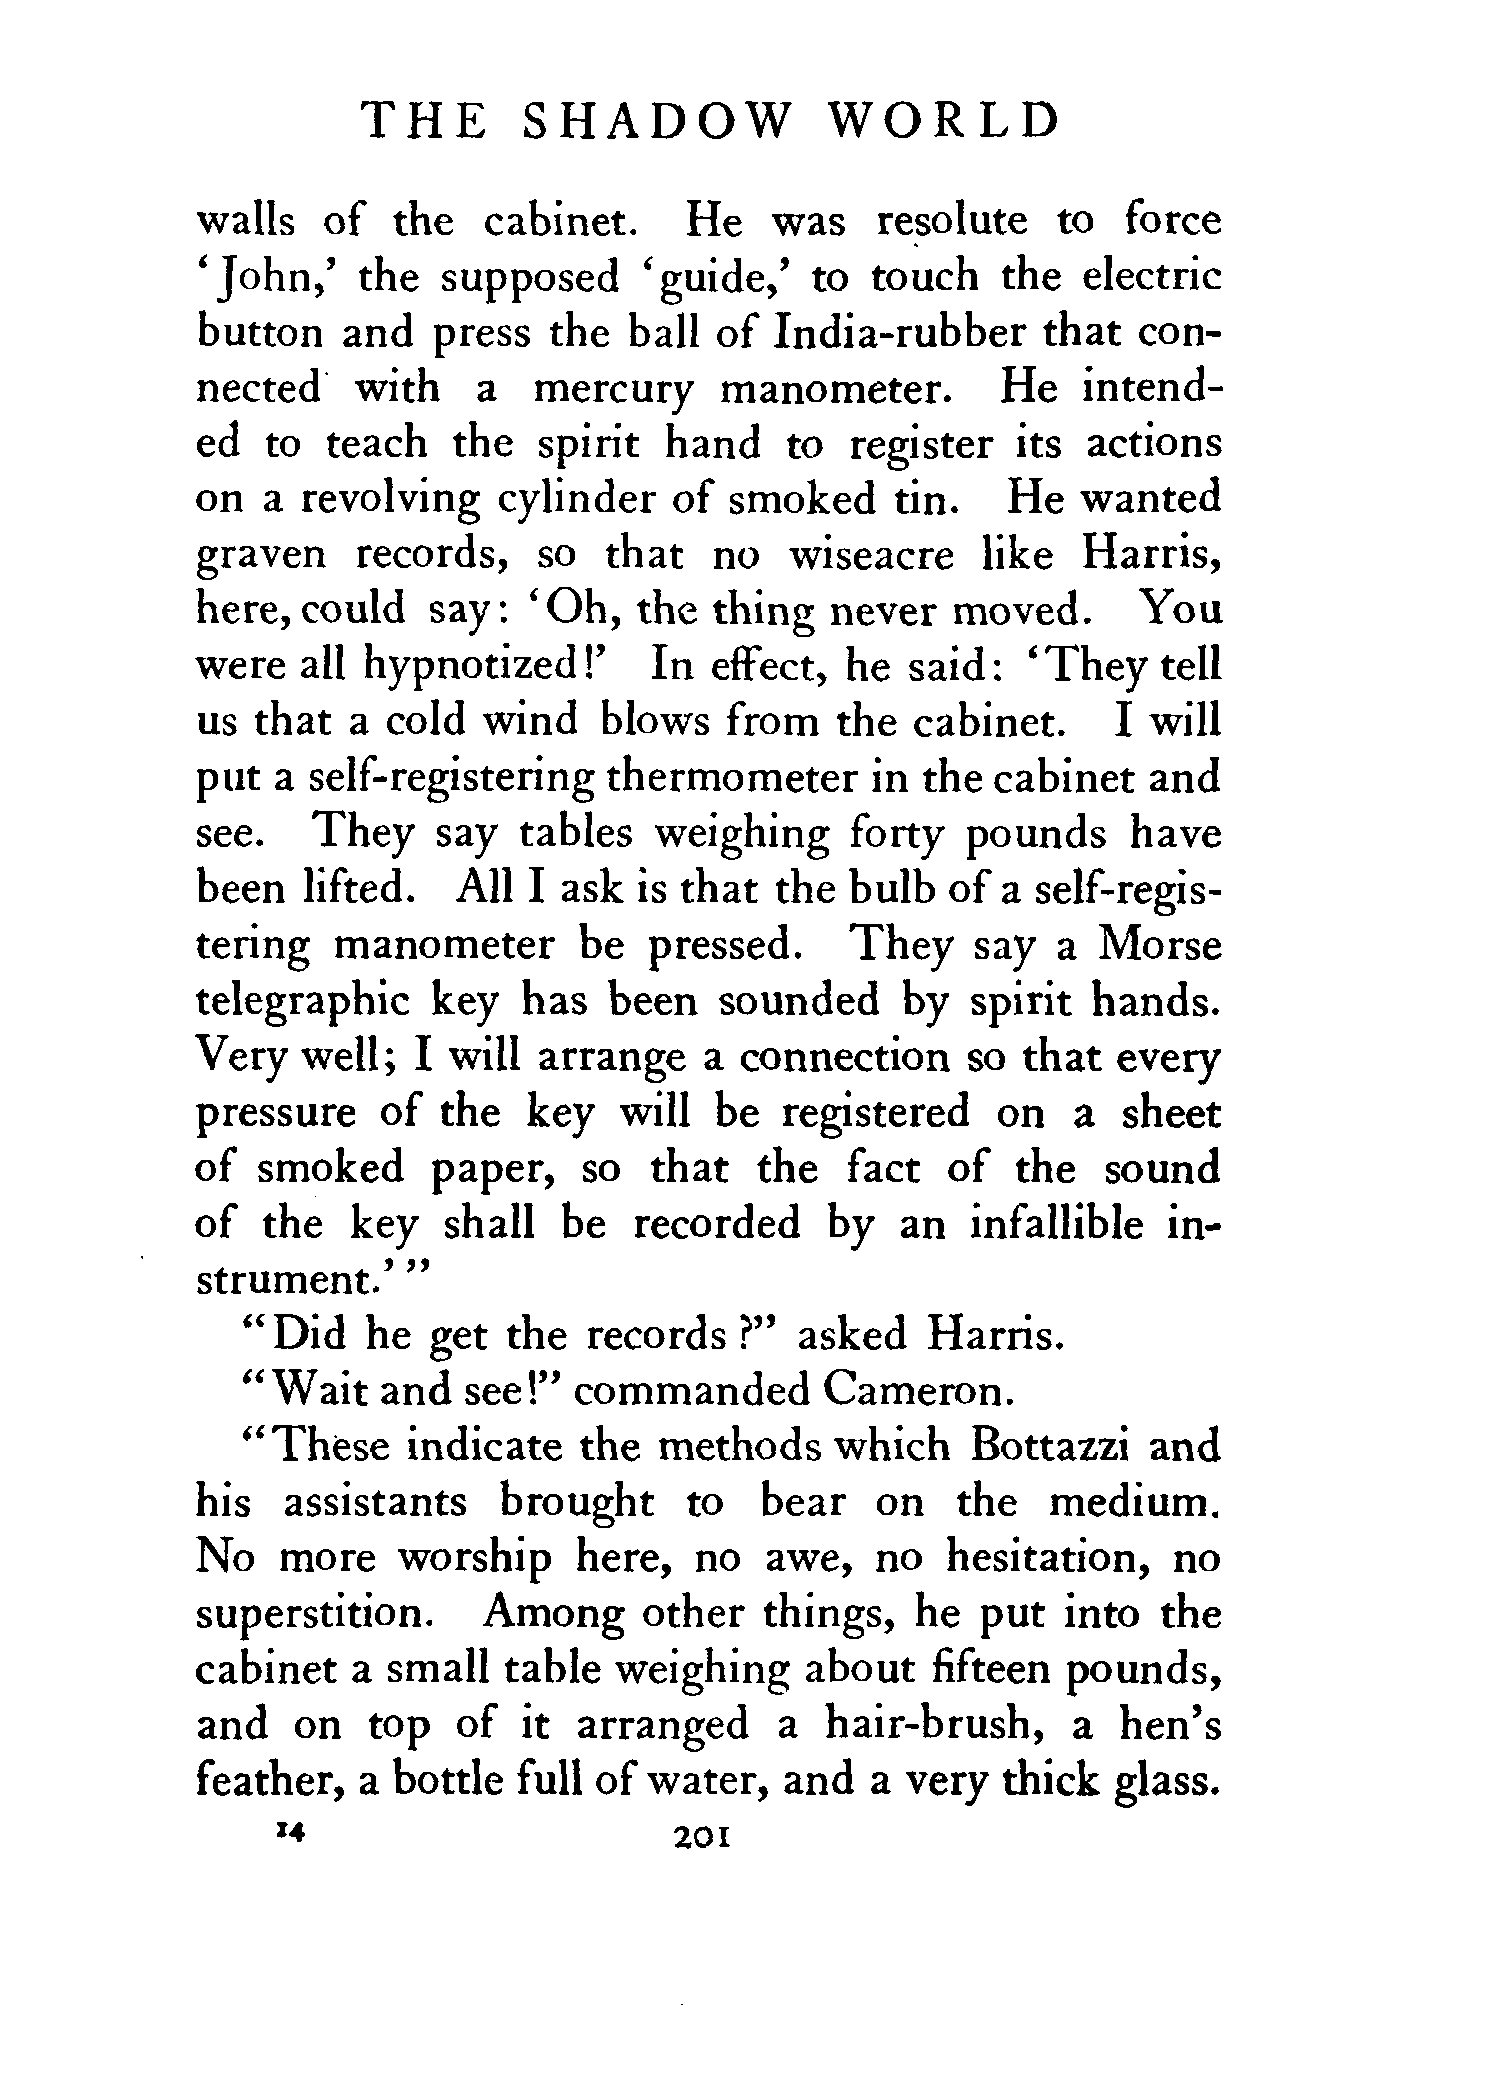 THE SHADOW WORLD
walls of the cabinet. He was resolute to force
‘John,’ the supposed ‘guide,’ to touch the electric
button and press the ball of India-rubber that con-
nected with a mercury manometer. He intend-
ed to teach the spirit hand to register its actions
on a revolving cylinder of smoked tin. He wanted
graven records, so that no wiseacre like Harris,
here, could say: ‘Oh, the thing never moved. You
were all hypnotized!’ In effect, he said: ‘They tell
us that a cold wind blows from the cabinet. I will
put a self-registering thermometer in the cabinet and
see. They say tables weighing forty pounds have
been lifted. All I ask is that the bulb of a self-regis-
tering manometer be pressed. They say a Morse
telegraphic key has been sounded by spirit hands.
Very well; I will arrange a connection so that every
pressure of the key will be registered on a sheet
of smoked paper, so that the fact of the sound
of the key shall be recorded by an infallible in-
strument.’”
“Did he get the records?” asked Harris.
“Wait and see!” commanded Cameron.
“These indicate the methods which Bottazzi and
his assistants brought to bear on the medium.
No more worship here, no awe, no hesitation, no
superstition. Among other things, he put into the
cabinet a small table weighing about fifteen pounds,
and on top of it arranged a hair-brush, a hen’s
feather, a bottle full of water, and a very thick glass.
14 201